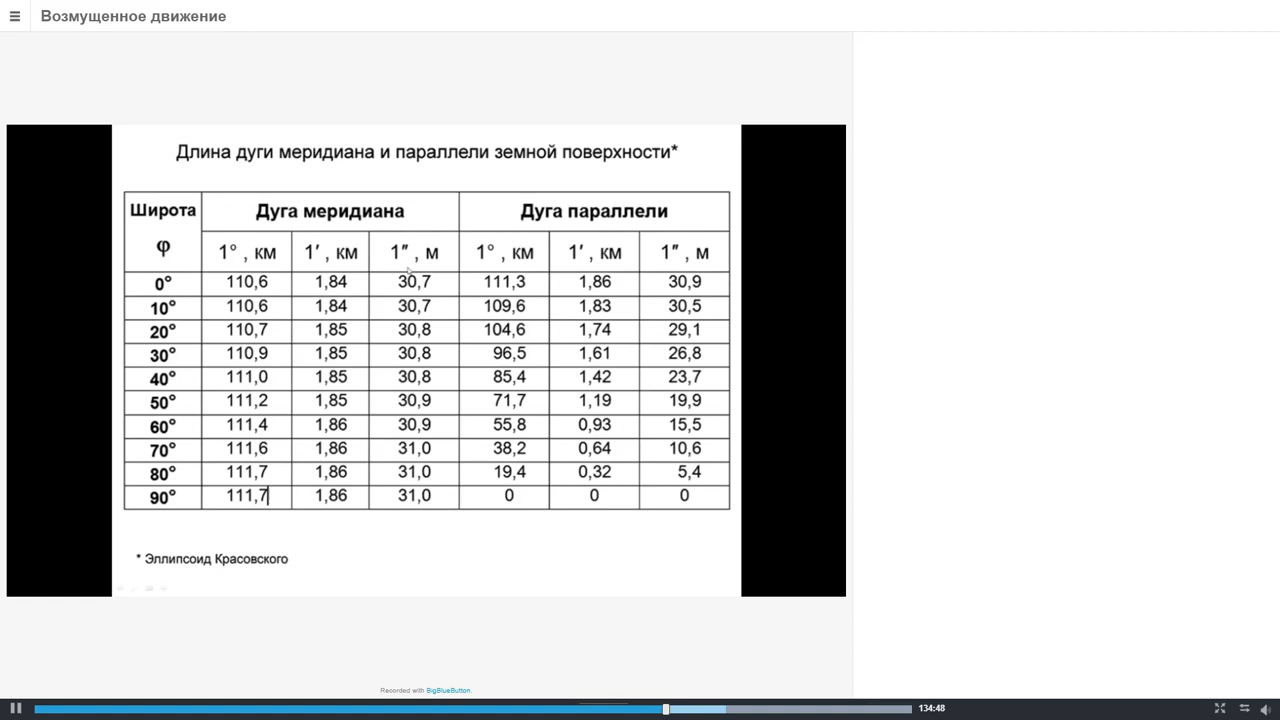 Возмущенное движение
Длина дуги меридиана и параллели земной поверхности*
Широта φ Дуга меридиана Дуга параллели
1° , км 1′ , км 1″ , м 1° , км 1′ , км 1″ , м
0° 110,6 1,84 30,7 111,3 1,86 30,9
10° 110,6 1,84 30,7 109,6 1,83 30,5
20° 110,7 1,85 30,8 104,6 1,74 29,1
30° 110,9 1,85 30,8 96,5 1,61 26,8
40° 111,0 1,85 30,8 85,4 1,42 23,7
50° 111,2 1,85 30,9 71,7 1,19 19,9
60° 111,4 1,86 30,9 55,8 0,93 15,5
70° 111,6 1,86 31,0 38,2 0,64 10,6
80° 111,7 1,86 31,0 19,4 0,32 5,4
90° 111,7 1,86 31,0 0 0 0
* Эллипсоид Красовского
Recorded with BigBlueButton.
134:48